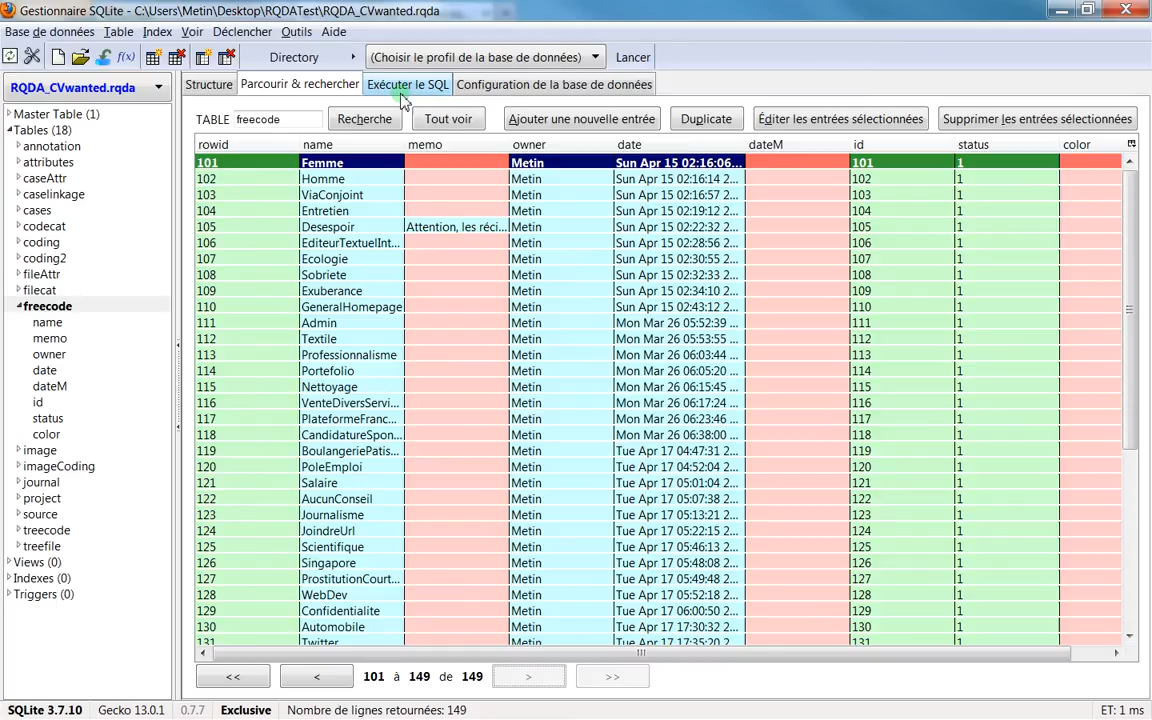 Gestionnaire SQLite - C:\Users\Metin\Desktop\RQDATest\RQDA_CVwanted.rqda
Base de données Table Index Voir Déclencher Outils Aide
f(x) Directory (Choisir le profil de la base de données) Lancer
RQDA_CVwanted.rqda
Master Table (1)
Tables (18)
annotation
attributes
caseAttr
caselinkage
cases
codecat
coding
coding2
fileAttr
filecat
freecode
name
memo
owner
date
dateM
id
status
color
image
imageCoding
journal
project
source
treecode
treefile
Views (0)
Indexes (0)
Triggers (0)
Structure Parcourir & rechercher Exécuter le SQL Configuration de la base de données
TABLE freecode Recherche Tout voir Ajouter une nouvelle entrée Duplicate Éditer les entrées sélectionnées Supprimer les entrées sélectionnées
rowid name memo owner date dateM id status color
101 Femme Metin Sun Apr 15 02:16:06... 101 1
102 Homme Metin Sun Apr 15 02:16:14 2... 102 1
103 ViaConjoint Metin Sun Apr 15 02:16:57 2... 103 1
104 Entretien Metin Sun Apr 15 02:19:12 2... 104 1
105 Desespoir Attention, les réci... Metin Sun Apr 15 02:22:32 2... 105 1
106 EditeurTextuelInt... Metin Sun Apr 15 02:28:56 2... 106 1
107 Ecologie Metin Sun Apr 15 02:30:55 2... 107 1
108 Sobriete Metin Sun Apr 15 02:32:33 2... 108 1
109 Exuberance Metin Sun Apr 15 02:34:10 2... 109 1
110 GeneralHomepage Metin Sun Apr 15 02:43:12 2... 110 1
111 Admin Metin Mon Mar 26 05:52:39 ... 111 1
112 Textile Metin Mon Mar 26 05:53:55 ... 112 1
113 Professionnalisme Metin Mon Mar 26 06:03:44 ... 113 1
114 Portefolio Metin Mon Mar 26 06:05:20 ... 114 1
115 Nettoyage Metin Mon Mar 26 06:15:45 ... 115 1
116 VenteDiversServi... Metin Mon Mar 26 06:17:24 ... 116 1
117 PlateformeFranc... Metin Mon Mar 26 06:23:46 ... 117 1
118 CandidatureSpon... Metin Mon Mar 26 06:38:00 ... 118 1
119 BoulangeriePatis... Metin Tue Apr 17 04:47:31 2... 119 1
120 PoleEmploi Metin Tue Apr 17 04:52:04 2... 120 1
121 Salaire Metin Tue Apr 17 05:01:04 2... 121 1
122 AucunConseil Metin Tue Apr 17 05:07:38 2... 122 1
123 Journalisme Metin Tue Apr 17 05:13:21 2... 123 1
124 JoindreUrl Metin Tue Apr 17 05:22:15 2... 124 1
125 Scientifique Metin Tue Apr 17 05:46:13 2... 125 1
126 Singapore Metin Tue Apr 17 05:48:08 2... 126 1
127 ProstitutionCourt... Metin Tue Apr 17 05:49:48 2... 127 1
128 WebDev Metin Tue Apr 17 05:52:18 2... 128 1
129 Confidentialite Metin Tue Apr 17 06:00:50 2... 129 1
130 Automobile Metin Tue Apr 17 17:30:32 2... 130 1
131 Twitter Metin Tue Apr 17 17:35:20 2... 131 1
<< < 101 à 149 de 149 > >>
SQLite 3.7.10 Gecko 13.0.1 0.7.7 Exclusive Nombre de lignes retournées: 149 ET: 1 ms